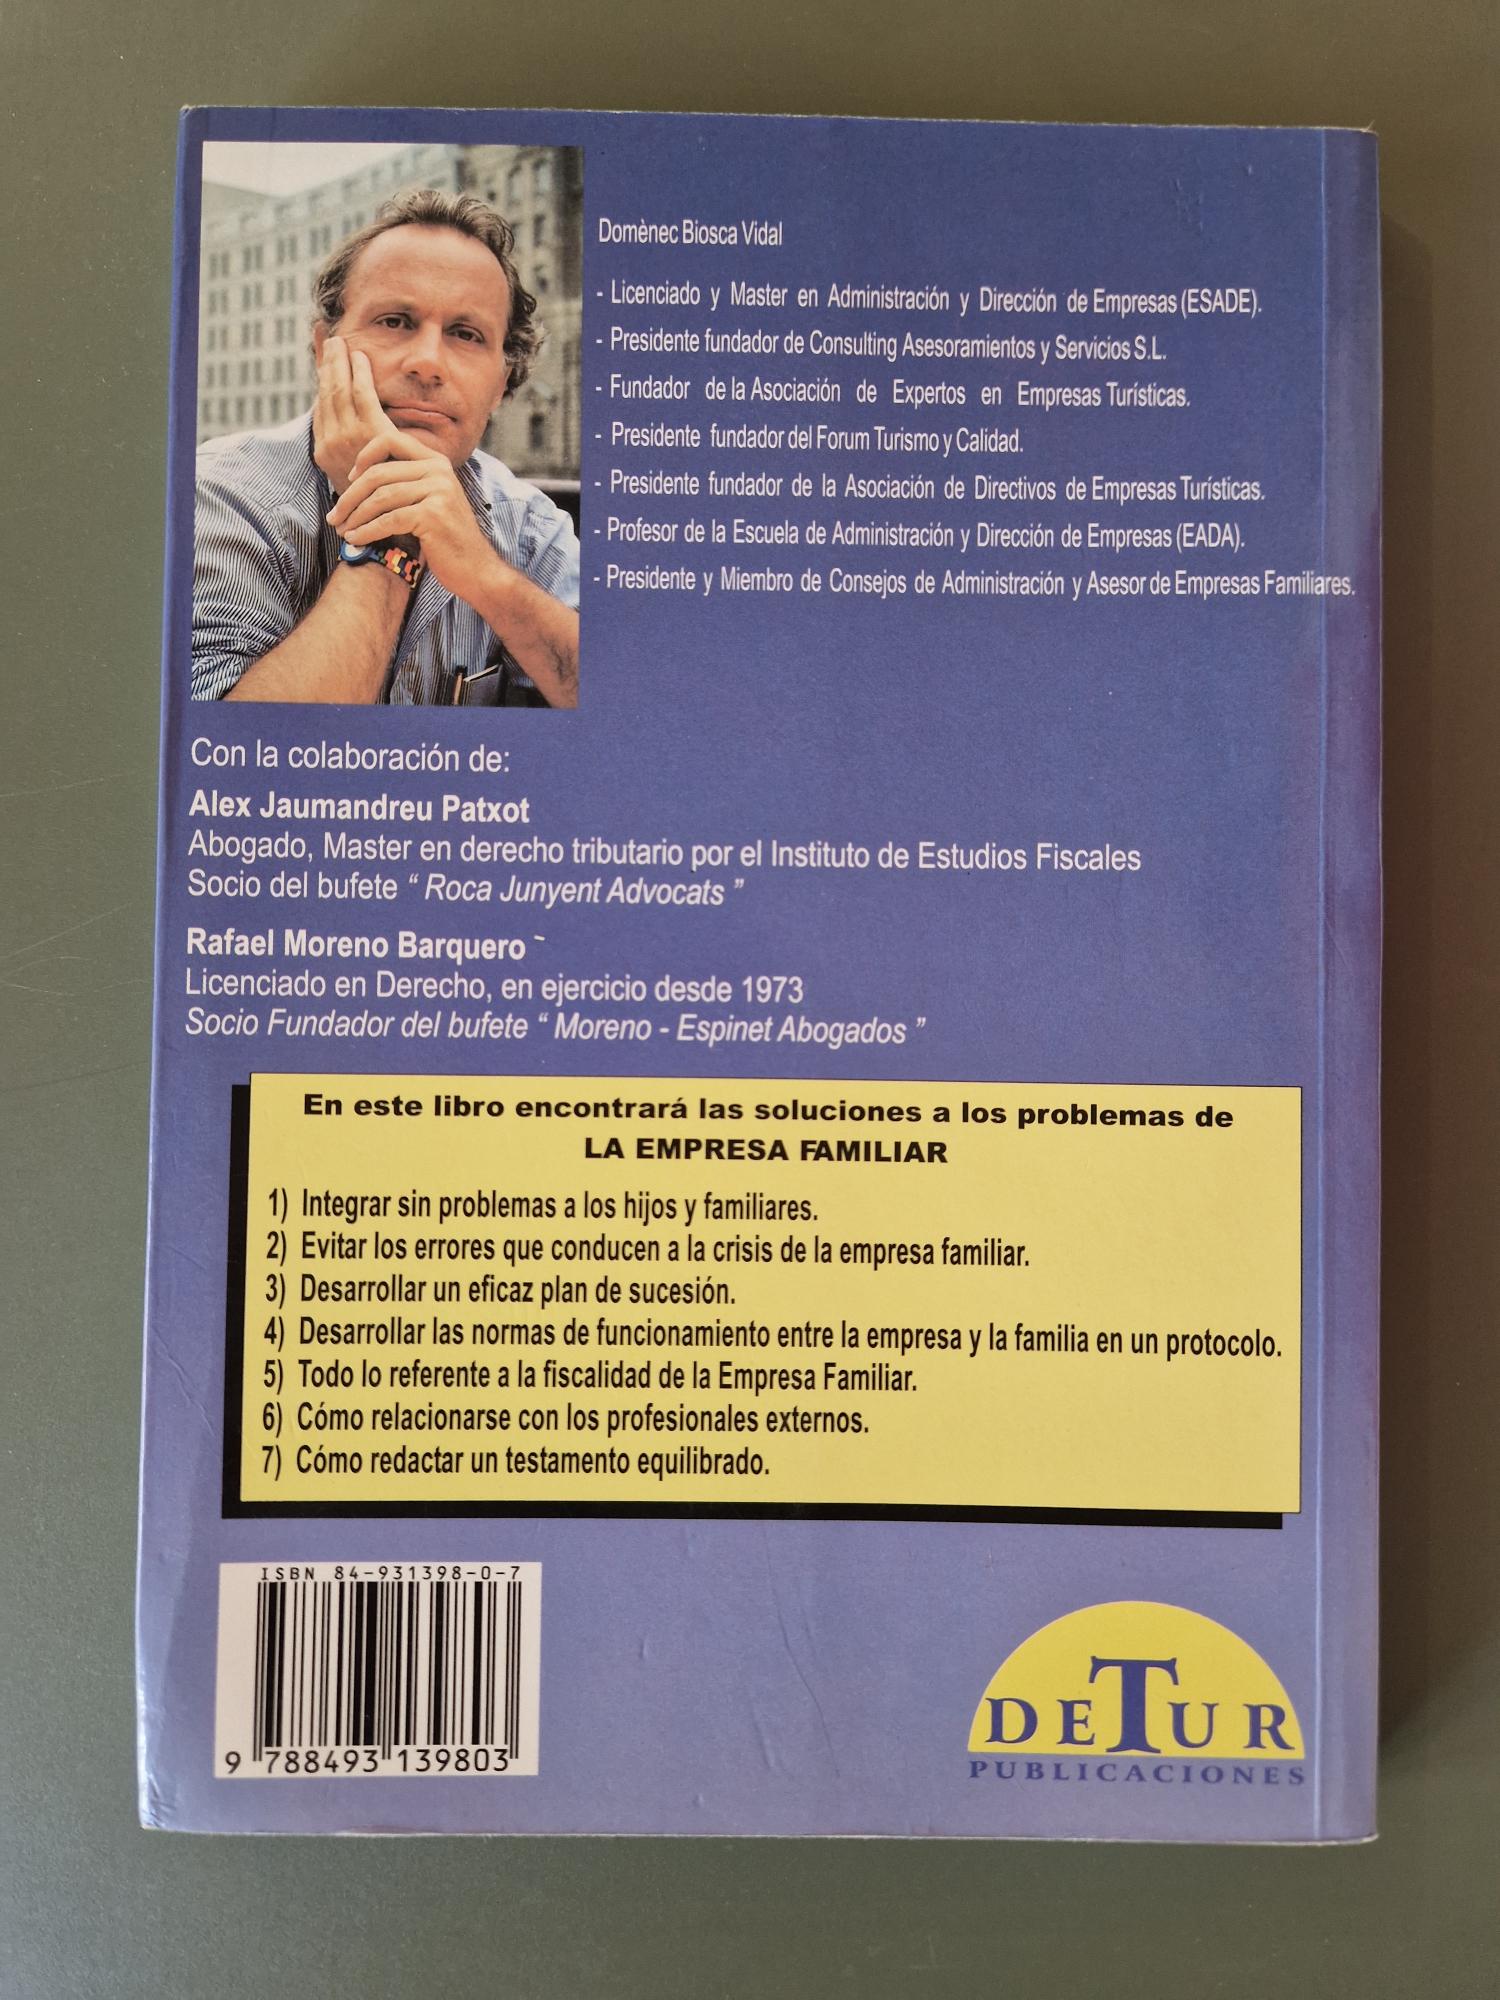 Domènec Biosca Vidal
- Licenciado y Master en Administración y Dirección de Empresas (ESADE).
- Presidente fundador de Consulting Asesoramientos y Servicios S.L.
- Fundador de la Asociación de Expertos en Empresas Turísticas.
- Presidente fundador del Forum Turismo y Calidad.
- Presidente fundador de la Asociación de Directivos de Empresas Turísticas.
- Profesor de la Escuela de Administración y Dirección de Empresas (EADA).
- Presidente y Miembro de Consejos de Administración y Asesor de Empresas Familiares.
Con la colaboración de:
Alex Jaumandreu Patxot
Abogado, Master en derecho tributario por el Instituto de Estudios Fiscales
Socio del bufete “ Roca Junyent Advocats ”
Rafael Moreno Barquero ˜
Licenciado en Derecho, en ejercicio desde 1973
Socio Fundador del bufete “ Moreno - Espinet Abogados ”
En este libro encontrará las soluciones a los problemas de
LA EMPRESA FAMILIAR
1) Integrar sin problemas a los hijos y familiares.
2) Evitar los errores que conducen a la crisis de la empresa familiar.
3) Desarrollar un eficaz plan de sucesión.
4) Desarrollar las normas de funcionamiento entre la empresa y la familia en un protocolo.
5) Todo lo referente a la fiscalidad de la Empresa Familiar.
6) Cómo relacionarse con los profesionales externos.
7) Cómo redactar un testamento equilibrado.
ISBN 84-931398-0-7
9 788493 139803
DETUR
PUBLICACIONES